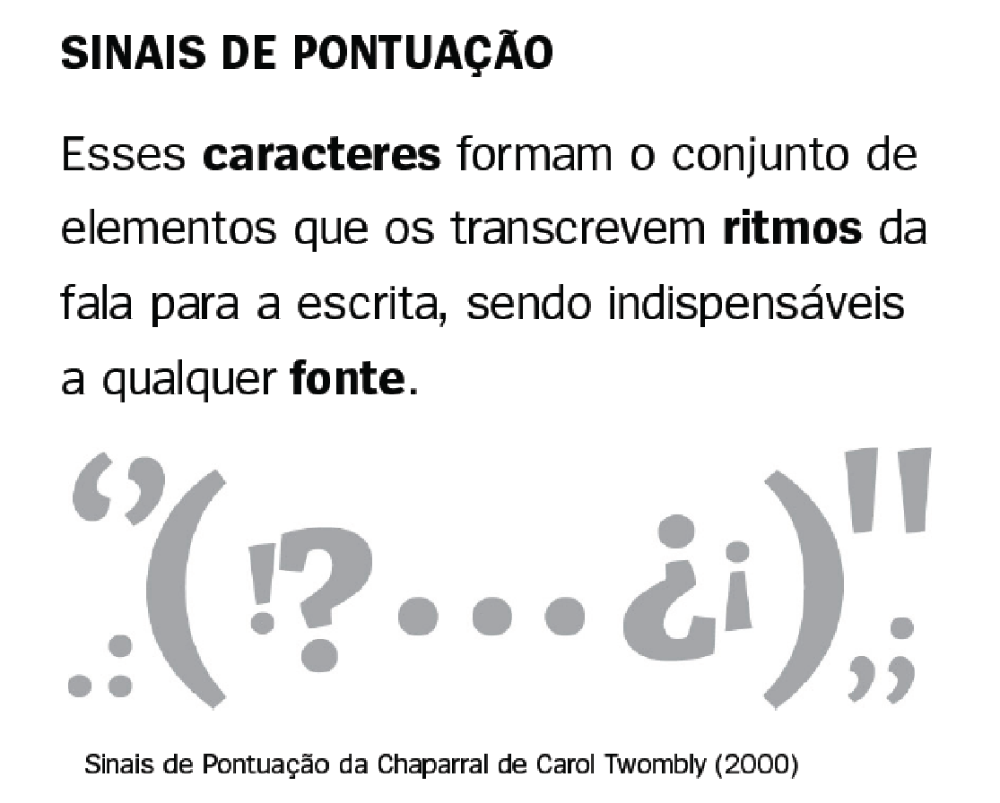 SINAIS DE PONTUAÇÃO
Esses caracteres formam o conjunto de
elementos que os transcrevem ritmos da
fala para a escrita, sendo indispensáveis
a qualquer fonte.
‘’(!?...¿¡)"
.: ,;
Sinais de Pontuação da Chaparral de Carol Twombly (2000)